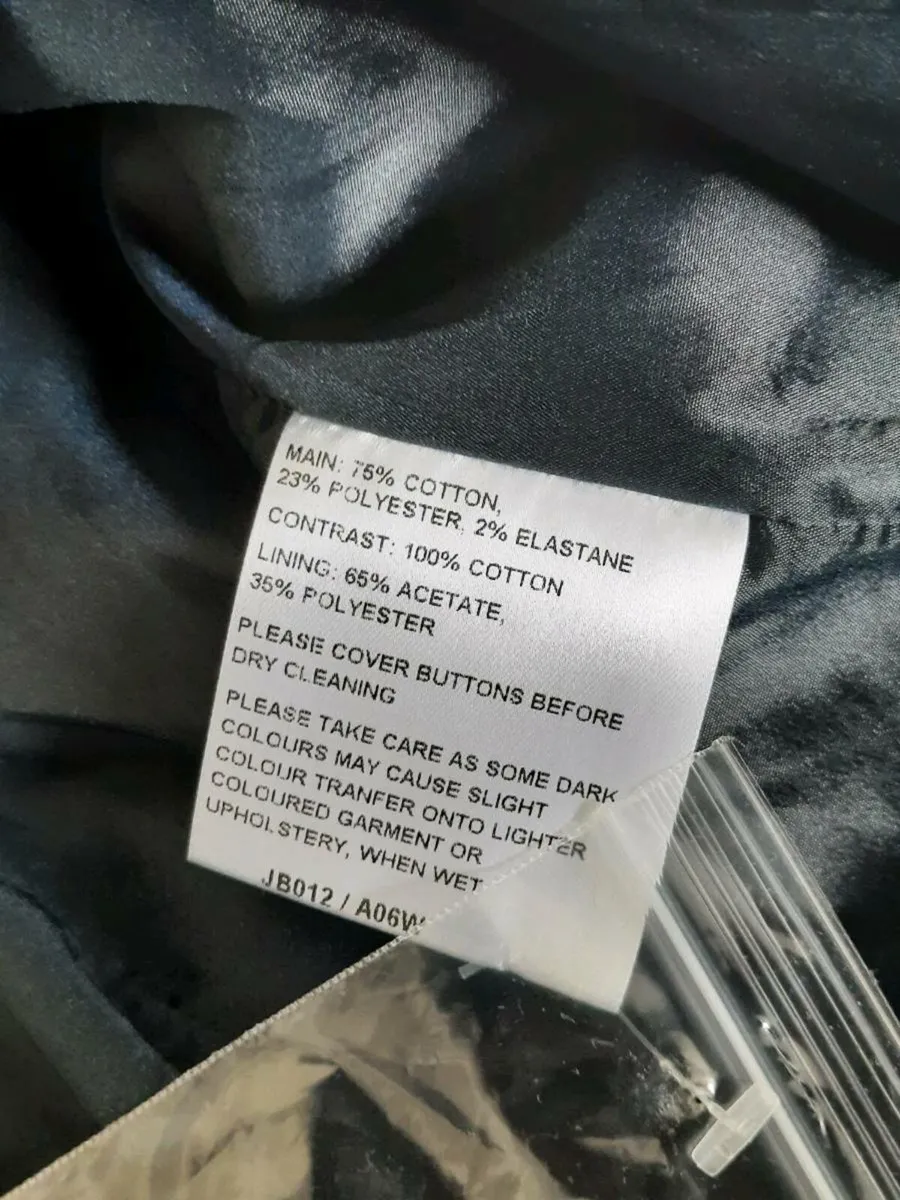 MAIN: 75% COTTON,
23% POLYESTER, 2% ELASTANE
CONTRAST: 100% COTTON
LINING: 65% ACETATE,
35% POLYESTER
PLEASE COVER BUTTONS BEFORE
DRY CLEANING
PLEASE TAKE CARE AS SOME DARK
COLOURS MAY CAUSE SLIGHT
COLOUR TRANFER ONTO LIGHTER
COLOURED GARMENT OR
UPHOLSTERY, WHEN WET
JB012 / A06W